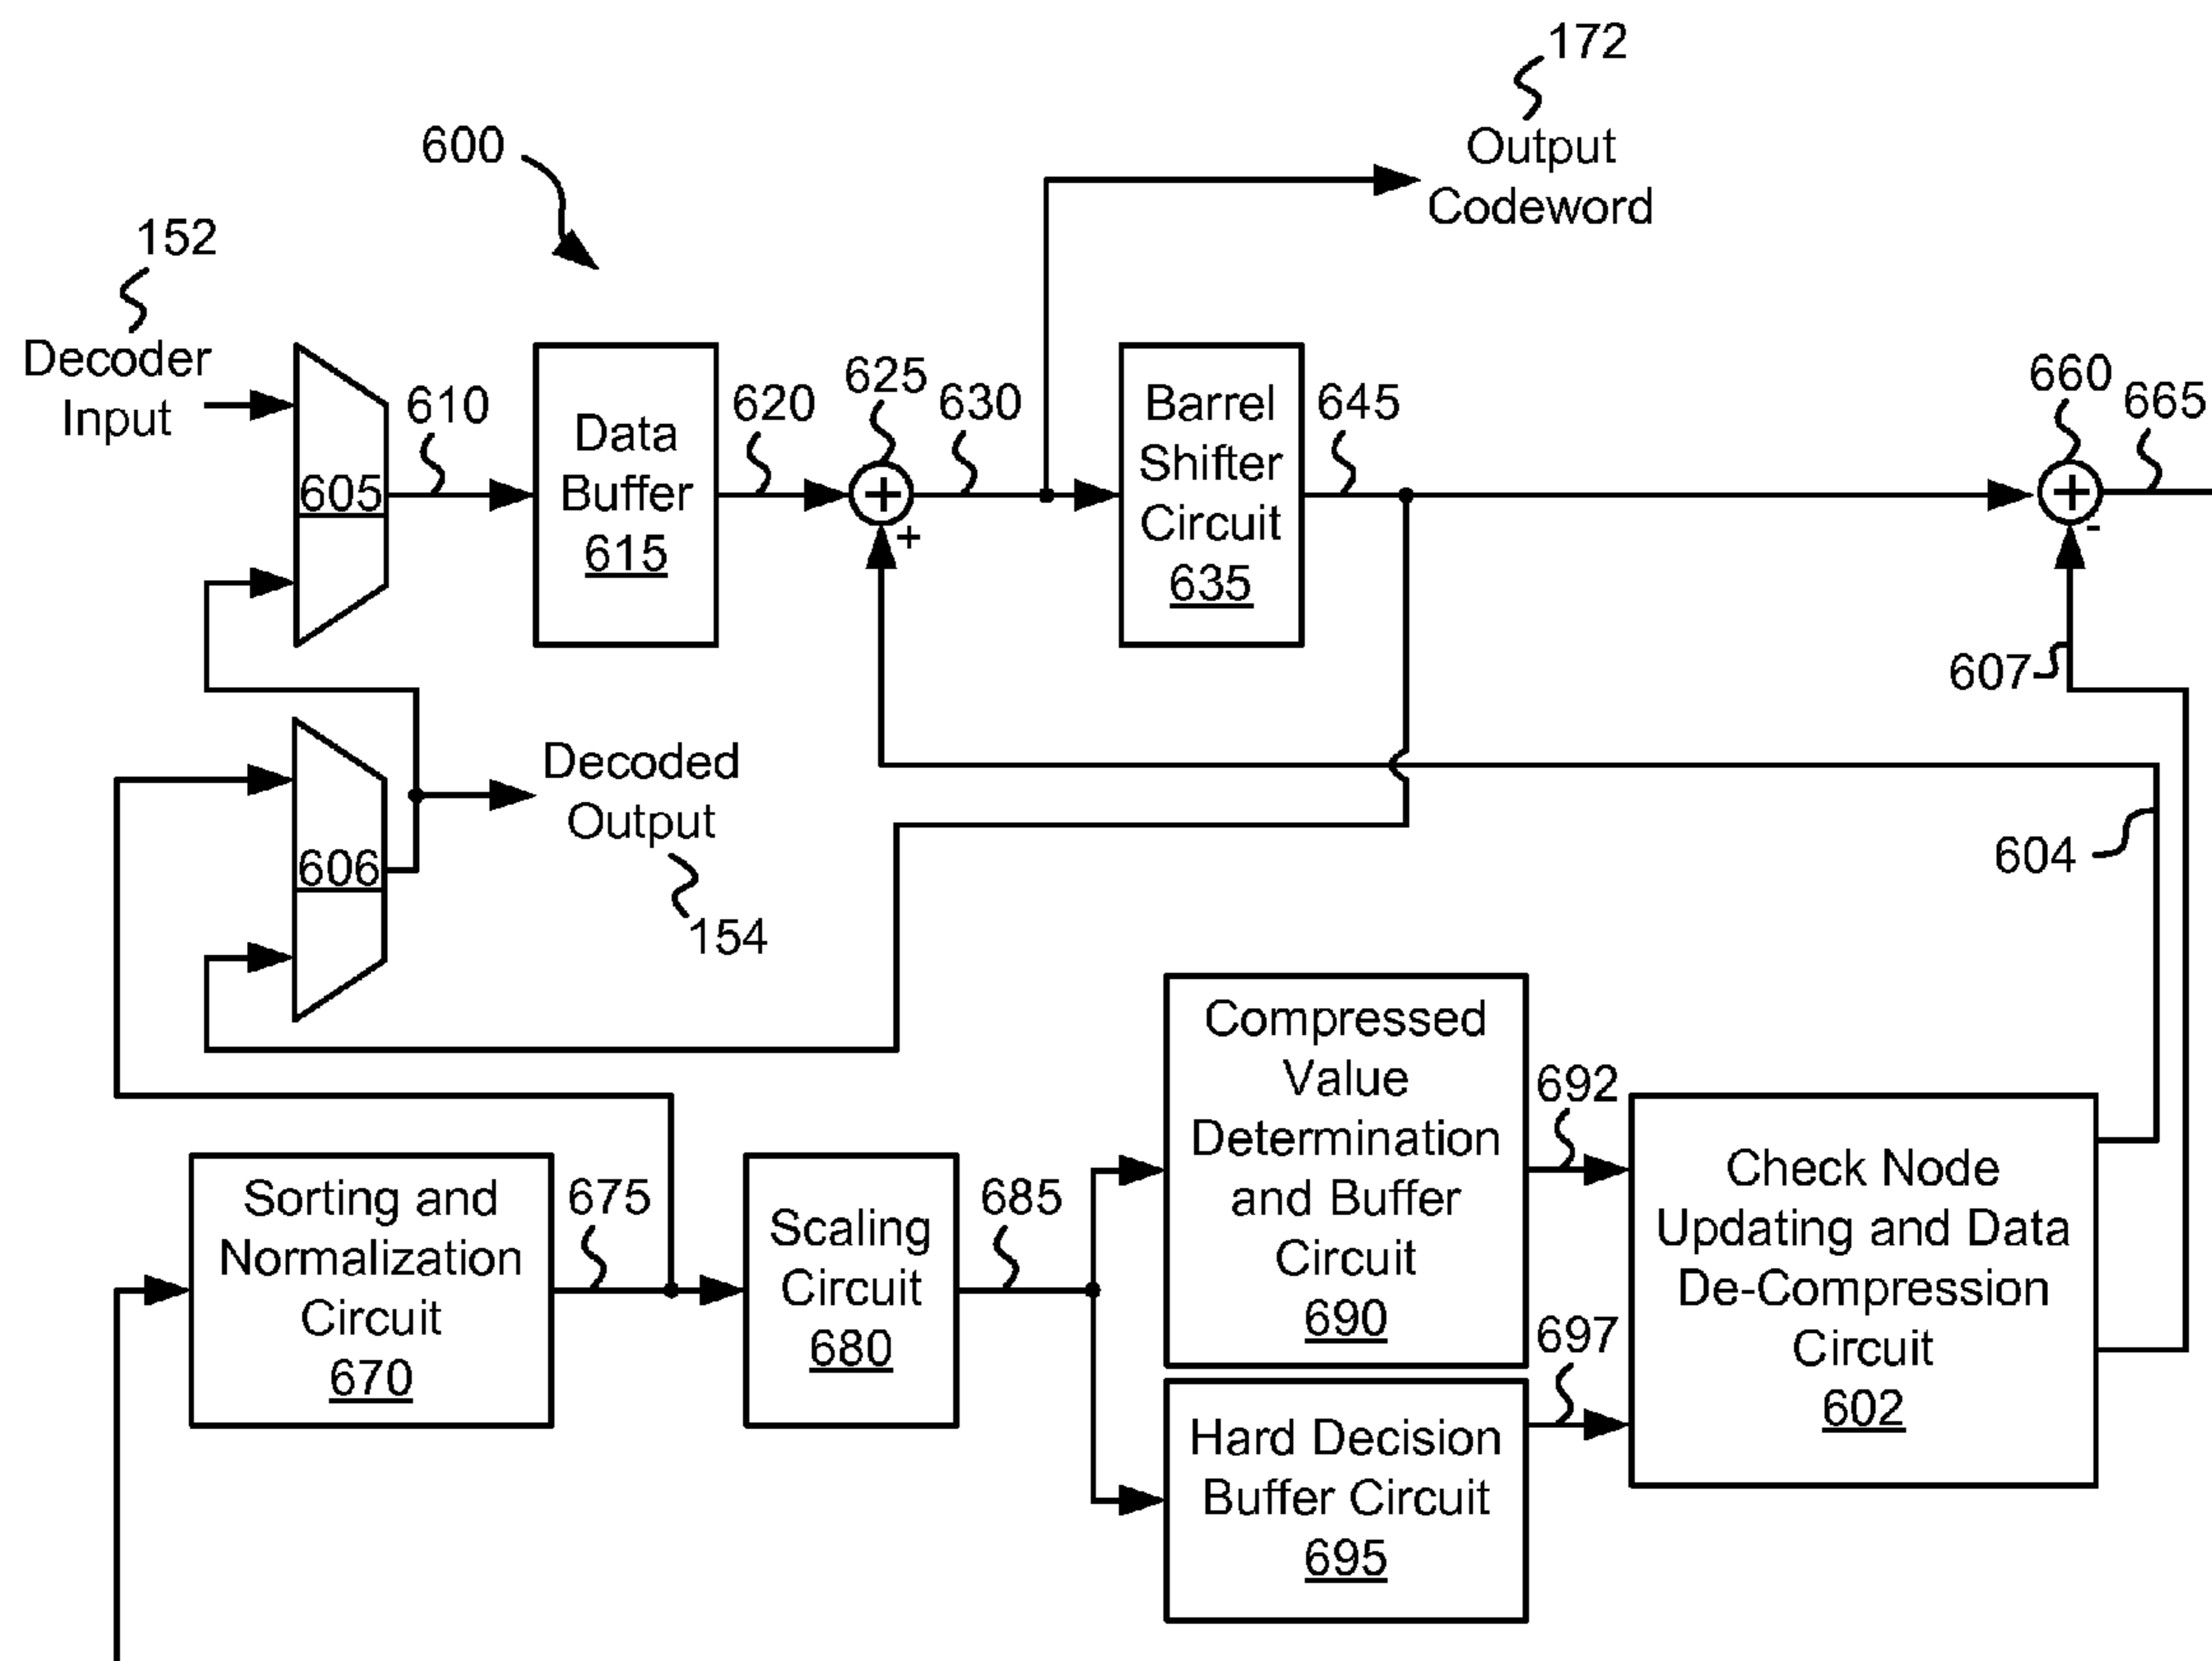 172
Output
Codeword
600
152
Decoder
Input
605
610
Data
Buffer
615
620
625
+
+
630
Barrel
Shifter
Circuit
635
645
660
665
+
-
607
606
Decoded
Output
154
604
Sorting and
Normalization
Circuit
670
675
Scaling
Circuit
680
685
Compressed
Value
Determination
and Buffer
Circuit
690
692
Hard Decision
Buffer Circuit
695
697
Check Node
Updating and Data
De-Compression
Circuit
602